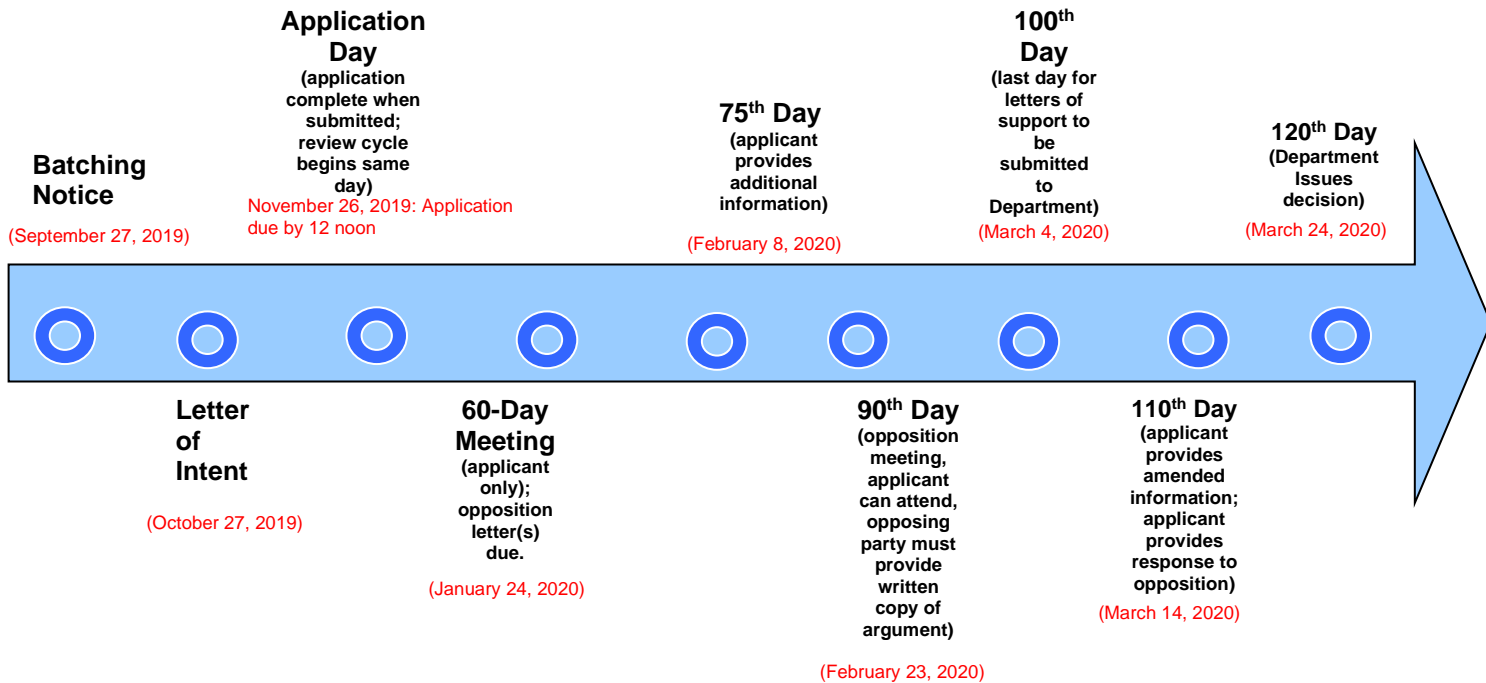 Batching
Notice
(September 27, 2019)
Letter
of
Intent
(October 27, 2019)
Application
Day
(application
complete when
submitted;
review cycle
begins same
day)
November 26, 2019: Application
due by 12 noon
60-Day
Meeting
(applicant
only);
opposition
letter(s)
due.
(January 24, 2020)
75th Day
(applicant
provides
additional
information)
(February 8, 2020)
90th Day
(opposition
meeting,
applicant
can attend,
opposing
party must
provide
written
copy of
argument)
(February 23, 2020)
100th
Day
(last day for
letters of
support to
be
submitted
to
Department)
(March 4, 2020)
110th Day
(applicant
provides
amended
information;
applicant
provides
response to
opposition)
(March 14, 2020)
120th Day
(Department
Issues
decision)
(March 24, 2020)